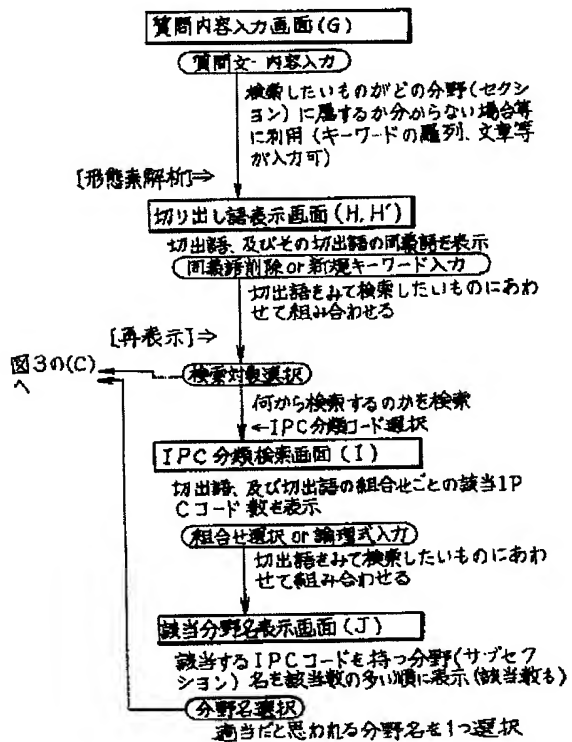 質問内容入力画面(G)
質問文・内容入力
検索したいものがどの分野(セクシ
ョン)に属するか分からない場合等
に利用(キーワードの羅列、文章等
が入力可)
[形態素解析]⇒
切り出し語表示画面(H,H')
切出語、及びその切出語の同義語を表示
同義語削除or新規キーワード入力
切出語をみて検索したいものにあわ
せて組み合わせる
[再表示]⇒
図3の(C)
へ
検索対象選択
何から検索するのかを検索
←IPC分類コード選択
IPC分類検索画面(I)
切出語、及び切出語の組合せごとの該当IP
Cコード数を表示
組合せ選択or論理式入力
切出語をみて検索したいものにあわ
せて組み合わせる
該当分野名表示画面(J)
該当するIPCコードを持つ分野(サブセク
ション)名を該当数の多い順に表示(該当数も)
分野名選択
適当だと思われる分野名を1つ選択